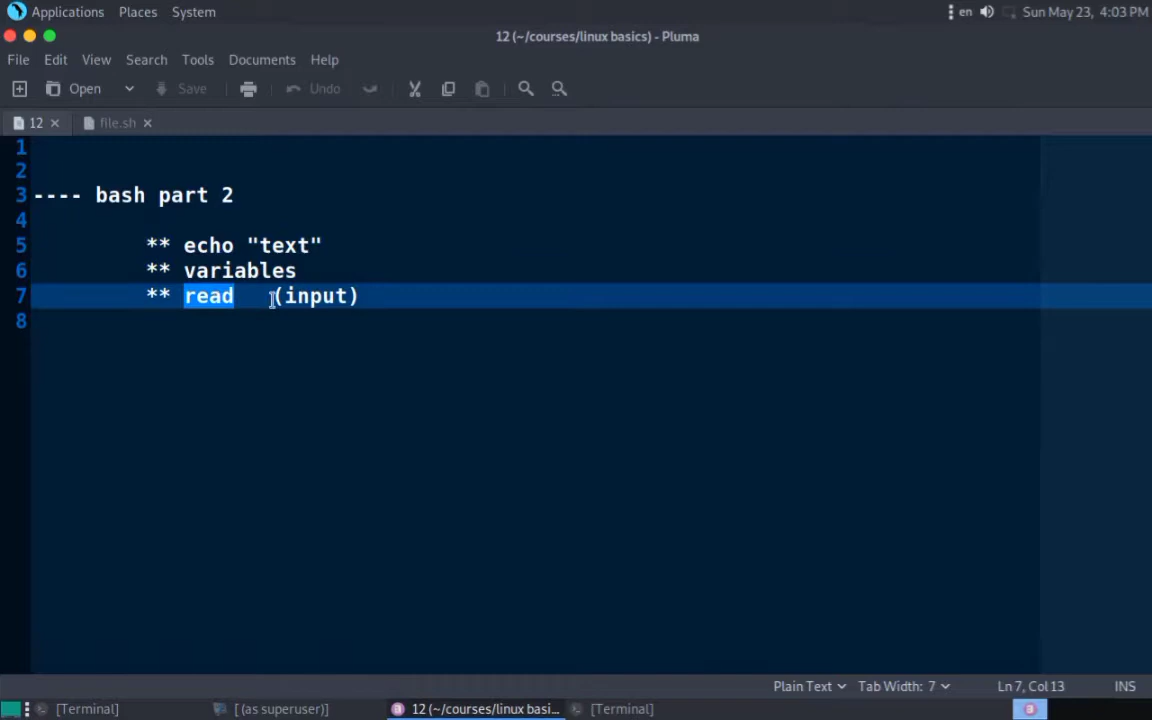 Applications Places System en Sun May 23, 4:03 PM
12 (~/courses/linux basics) - Pluma
File Edit View Search Tools Documents Help
Open Save Undo
12 file.sh
1
2
3 ---- bash part 2
4
5 ** echo "text"
6 ** variables
7 ** read (input)
8
Plain Text Tab Width: 7 Ln 7, Col 13 INS
[Terminal] [ (as superuser)] 12 (~/courses/linux basi... [Terminal] a